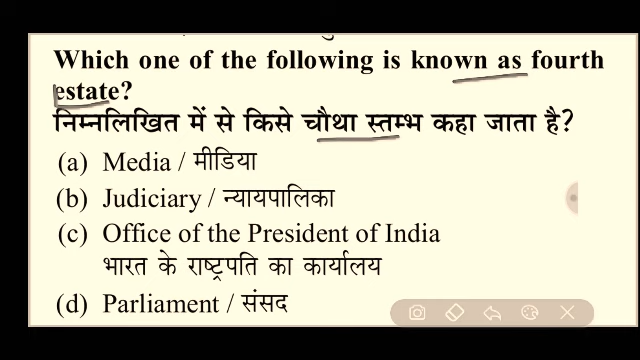 Which one of the following is known as fourth
estate?
निम्नलिखित में से किसे चौथा स्तम्भ कहा जाता है?
(a) Media / मीडिया
(b) Judiciary / न्यायपालिका
(c) Office of the President of India
भारत के राष्ट्रपति का कार्यालय
(d) Parliament / संसद